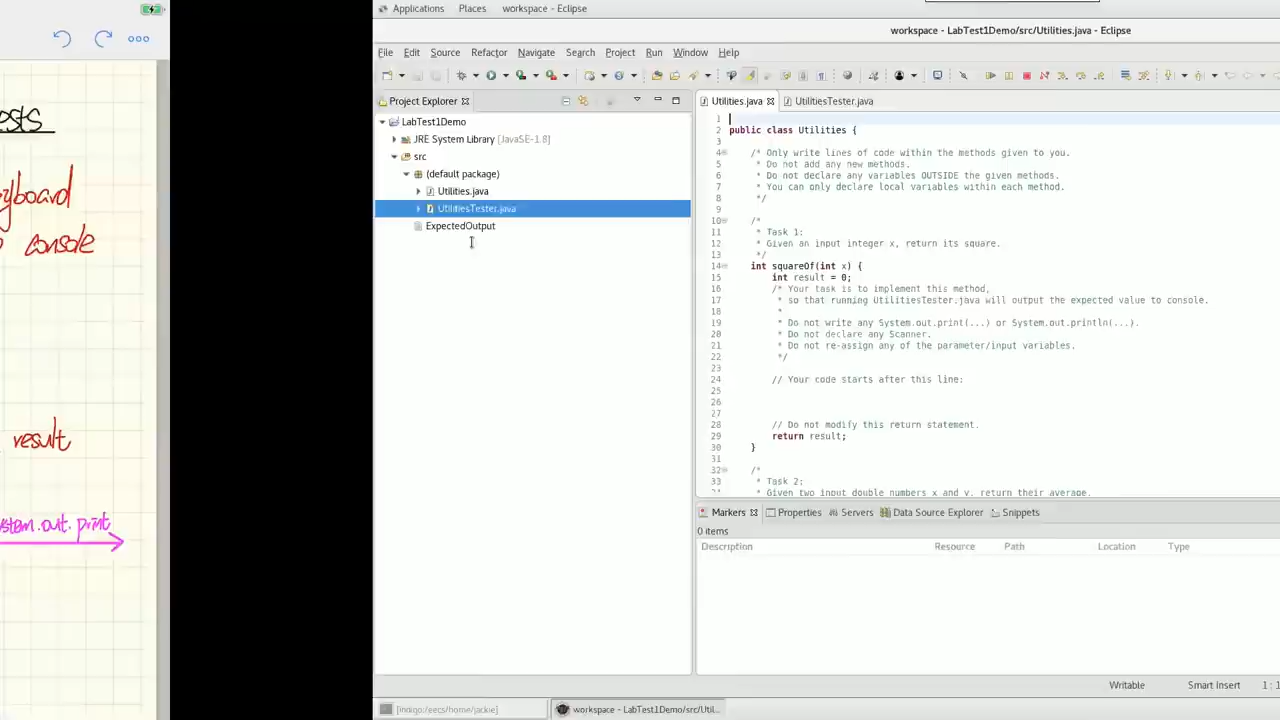 ests
yboard
console
result
ystem.out.print
Applications Places workspace - Eclipse
workspace - LabTest1Demo/src/Utilities.java - Eclipse
File Edit Source Refactor Navigate Search Project Run Window Help
Project Explorer
LabTest1Demo
JRE System Library [JavaSE-1.8]
src
(default package)
Utilities.java
UtilitiesTester.java
ExpectedOutput
Utilities.java UtilitiesTester.java
1
2 public class Utilities {
3
4 /* Only write lines of code within the methods given to you.
5 * Do not add any new methods.
6 * Do not declare any variables OUTSIDE the given methods.
7 * You can only declare local variables within each method.
8 */
9
10 /*
11 * Task 1:
12 * Given an input integer x, return its square.
13 */
14 int squareOf(int x) {
15 int result = 0;
16 /* Your task is to implement this method,
17 * so that running UtilitiesTester.java will output the expected value to console.
18 *
19 * Do not write any System.out.print(...) or System.out.println(...).
20 * Do not declare any Scanner.
21 * Do not re-assign any of the parameter/input variables.
22 */
23
24 // Your code starts after this line:
25
26
27
28 // Do not modify this return statement.
29 return result;
30 }
31
32 /*
33 * Task 2:
34 * Given two input double numbers x and y, return their average.
Markers Properties Servers Data Source Explorer Snippets
0 items
Description Resource Path Location Type
Writable Smart Insert 1 : 1
[indigo:/eecs/home/jackie] workspace - LabTest1Demo/src/Util...